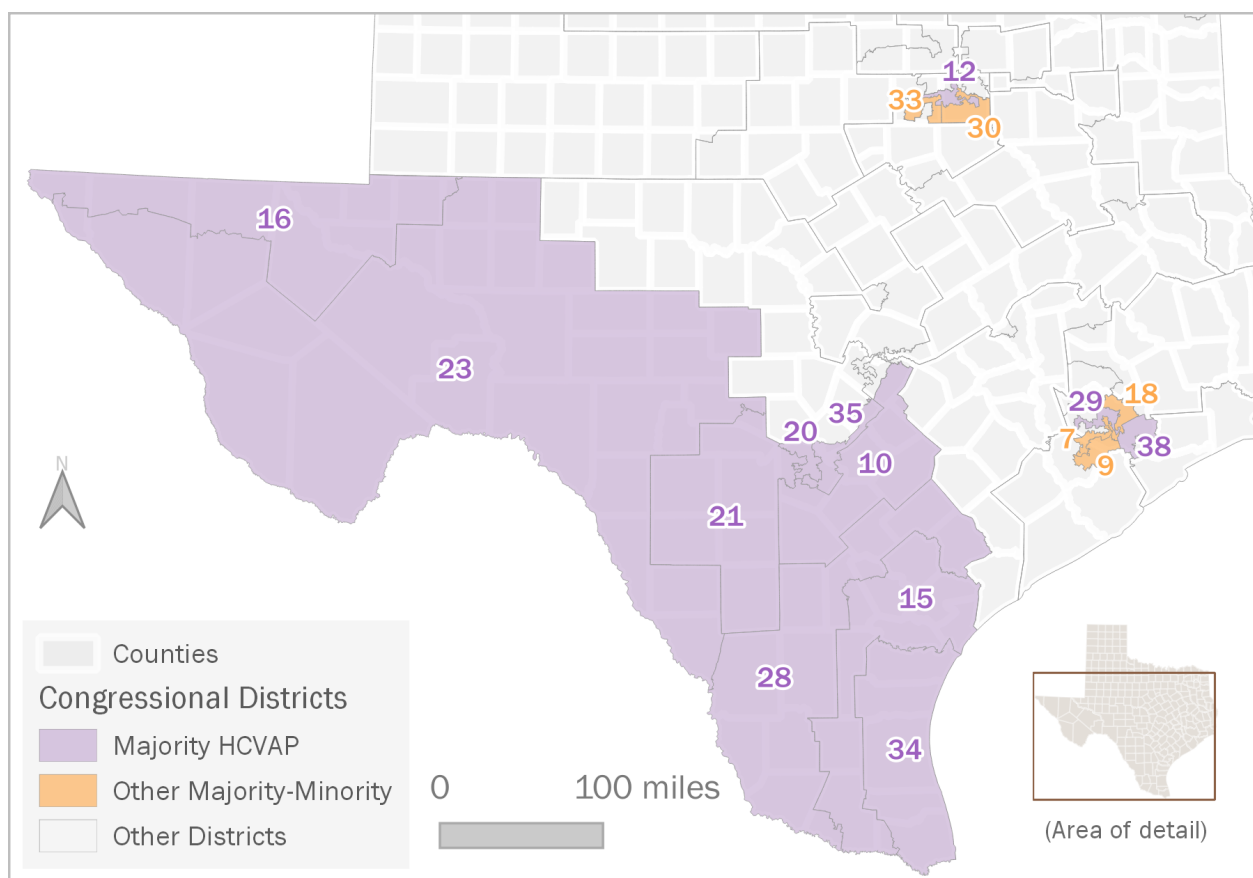 12
33
30
16
23
18
29
35
20
7
38
10
9
N
21
15
28
34
Counties
Congressional Districts
Majority HCVAP
Other Majority-Minority
Other Districts
0 100 miles
(Area of detail)